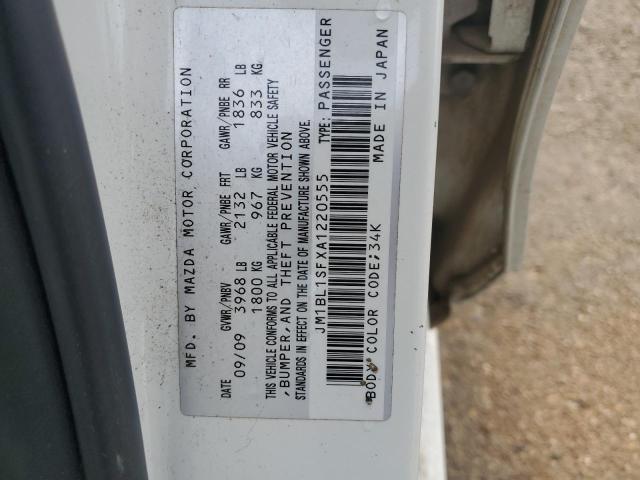 MFD. BY MAZDA MOTOR CORPORATION
DATE GVWR/PNBV GAWR/PNBE FRT GAWR/PNBE RR
09/09 3968 LB 2132 LB 1836 LB
1800 KG 967 KG 833 KG
THIS VEHICLE CONFORMS TO ALL APPLICABLE FEDERAL MOTOR VEHICLE SAFETY
,BUMPER,AND THEFT PREVENTION
STANDARDS IN EFFECT ON THE DATE OF MANUFACTURE SHOWN ABOVE.
JM1BL1SFXA1220555 TYPE: PASSENGER
BODY COLOR CODE;34K MADE IN JAPAN